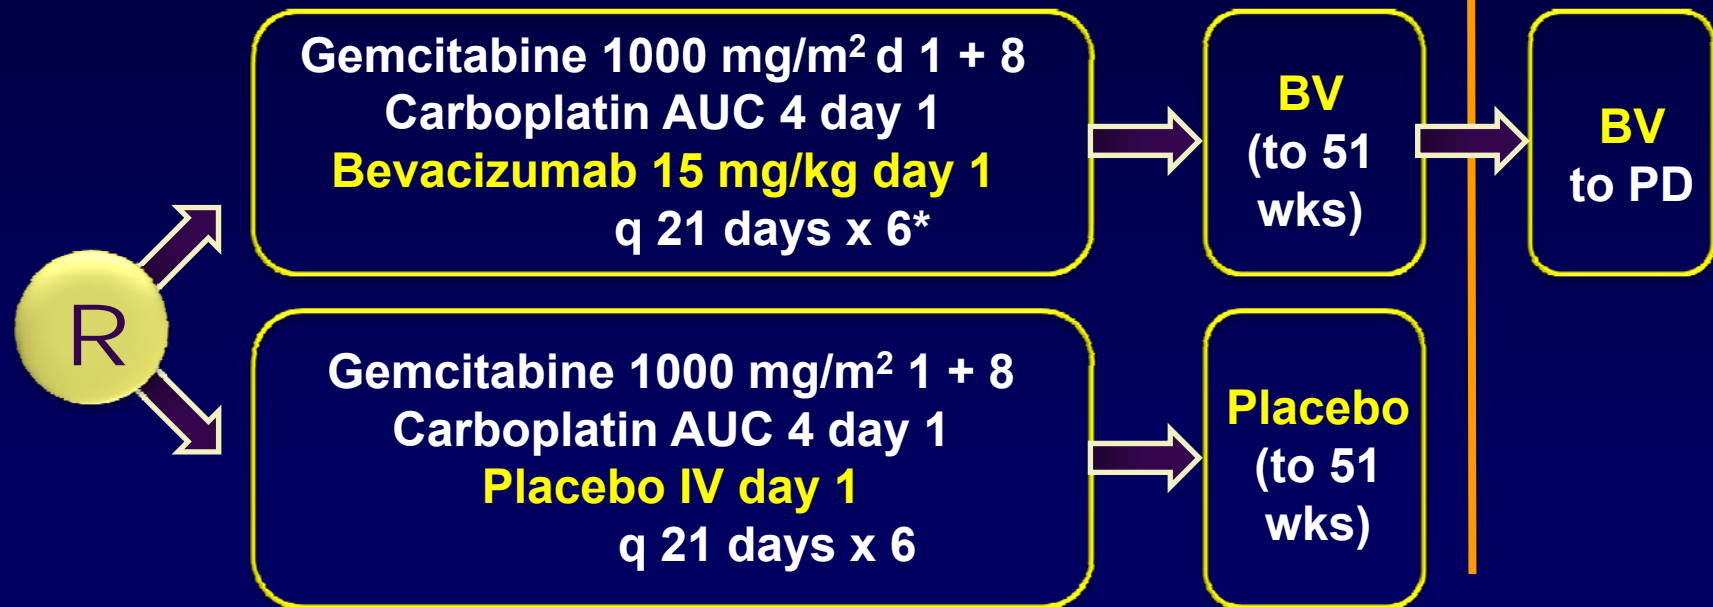 R
Gemcitabine 1000 mg/m² d 1 + 8
Carboplatin AUC 4 day 1
Bevacizumab 15 mg/kg day 1
q 21 days x 6*
BV
(to 51
wks)
BV
to PD
Gemcitabine 1000 mg/m² 1 + 8
Carboplatin AUC 4 day 1
Placebo IV day 1
q 21 days x 6
Placebo
(to 51
wks)